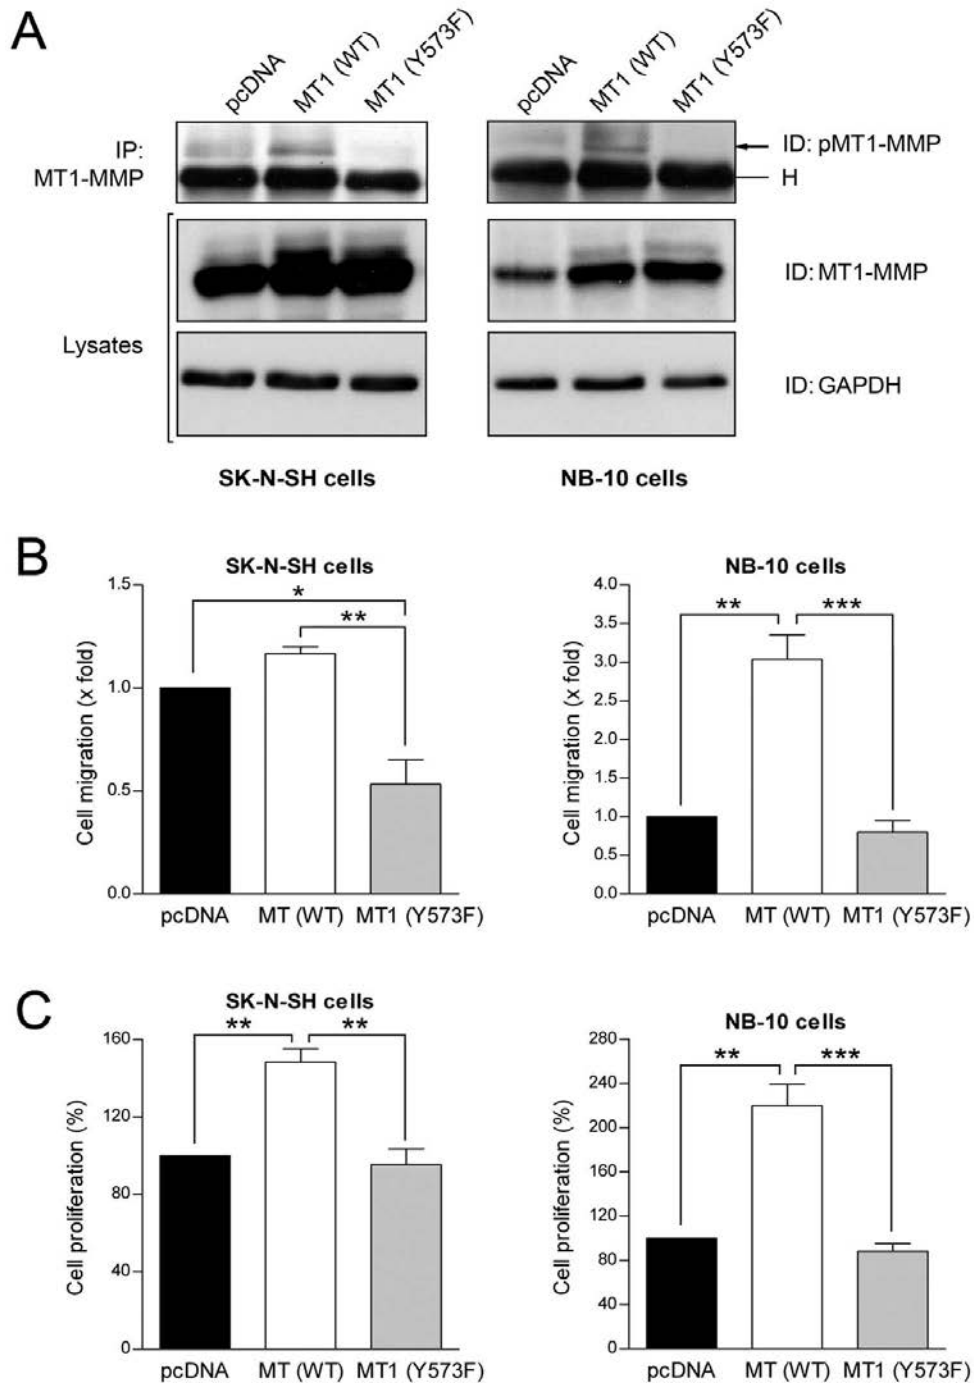 A
pcDNA
MT1 (WT)
MT1 (Y573F)
pcDNA
MT1 (WT)
MT1 (Y573F)
IP:
MT1-MMP
ID: pMT1-MMP
H
ID: MT1-MMP
Lysates
ID: GAPDH
SK-N-SH cells
NB-10 cells
B
SK-N-SH cells
Cell migration (x fold)
1.5
1.0
0.5
0.0
*
**
pcDNA
MT (WT)
MT1 (Y573F)
NB-10 cells
Cell migration (x fold)
4.0
3.5
3.0
2.5
2.0
1.5
1.0
0.5
0.0
**
***
pcDNA
MT (WT)
MT1 (Y573F)
C
SK-N-SH cells
Cell proliferation (%)
160
120
80
40
0
**
**
pcDNA
MT (WT)
MT1 (Y573F)
NB-10 cells
Cell proliferation (%)
280
240
200
160
120
80
40
0
**
***
pcDNA
MT (WT)
MT1 (Y573F)